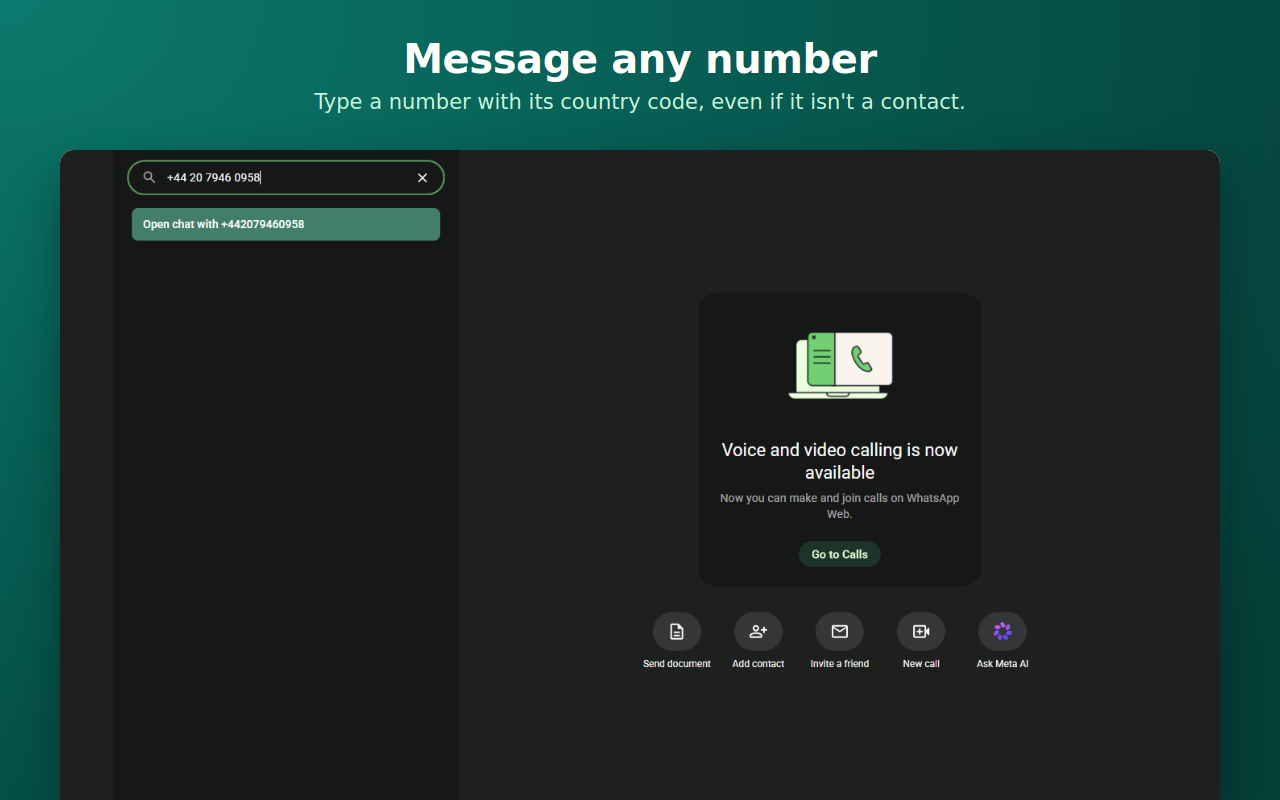 Message any number
Type a number with its country code, even if it isn't a contact.
+44 20 7946 0958
Open chat with +442079460958
Voice and video calling is now
available
Now you can make and join calls on WhatsApp
Web.
Go to Calls
Send document
Add contact
Invite a friend
New call
Ask Meta AI